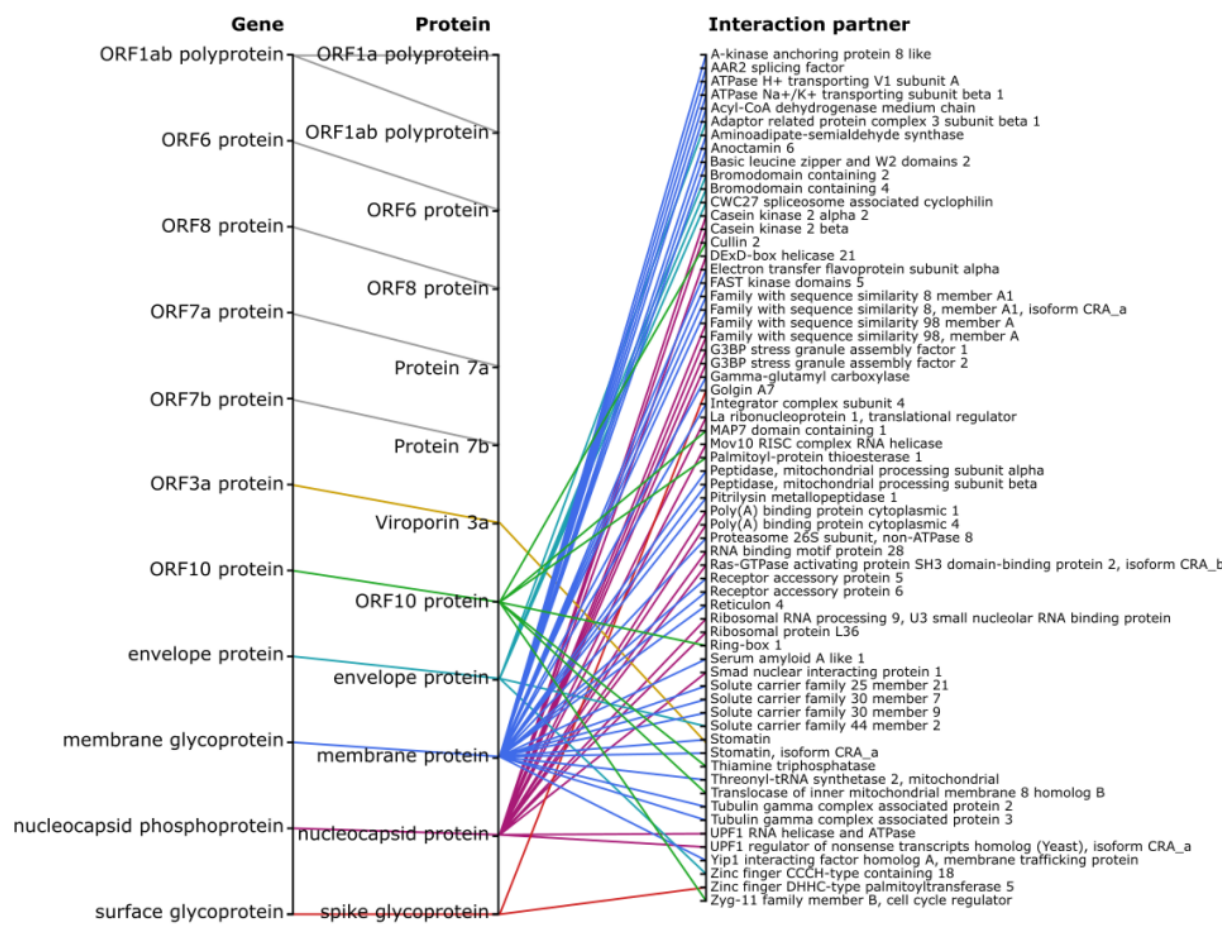 Gene
Protein
Interaction partner
ORF1ab polyprotein
ORF6 protein
ORF8 protein
ORF7a protein
ORF7b protein
ORF3a protein
ORF10 protein
envelope protein
membrane glycoprotein
nucleocapsid phosphoprotein
surface glycoprotein
ORF1a polyprotein
ORF1ab polyprotein
ORF6 protein
ORF8 protein
Protein 7a
Protein 7b
Viroporin 3a
ORF10 protein
envelope protein
membrane protein
nucleocapsid protein
spike glycoprotein
A-kinase anchoring protein 8 like
AAR2 splicing factor
ATPase H+ transporting V1 subunit A
ATPase Na+/K+ transporting subunit beta 1
Acyl-CoA dehydrogenase medium chain
Adaptor related protein complex 3 subunit beta 1
Aminoadipate-semialdehyde synthase
Anoctamin 6
Basic leucine zipper and W2 domains 2
Bromodomain containing 2
Bromodomain containing 4
CWC27 spliceosome associated cyclophilin
Casein kinase 2 alpha 2
Casein kinase 2 beta
Cullin 2
DExD-box helicase 21
Electron transfer flavoprotein subunit alpha
FAST kinase domains 5
Family with sequence similarity 8 member A1
Family with sequence similarity 8, member A1, isoform CRA_a
Family with sequence similarity 98 member A
Family with sequence similarity 98, member A
G3BP stress granule assembly factor 1
G3BP stress granule assembly factor 2
Gamma-glutamyl carboxylase
Golgin A7
Integrator complex subunit 4
La ribonucleoprotein 1, translational regulator
MAP7 domain containing 1
Mov10 RISC complex RNA helicase
Palmitoyl-protein thioesterase 1
Peptidase, mitochondrial processing subunit alpha
Peptidase, mitochondrial processing subunit beta
Pitrilysin metallopeptidase 1
Poly(A) binding protein cytoplasmic 1
Poly(A) binding protein cytoplasmic 4
Proteasome 26S subunit, non-ATPase 8
RNA binding motif protein 28
Ras-GTPase activating protein SH3 domain-binding protein 2, isoform CRA_b
Receptor accessory protein 5
Receptor accessory protein 6
Reticulon 4
Ribosomal RNA processing 9, U3 small nucleolar RNA binding protein
Ribosomal protein L36
Ring-box 1
Serum amyloid A like 1
Smad nuclear interacting protein 1
Solute carrier family 25 member 21
Solute carrier family 30 member 7
Solute carrier family 30 member 9
Solute carrier family 44 member 2
Stomatin
Stomatin, isoform CRA_a
Thiamine triphosphatase
Threonyl-tRNA synthetase 2, mitochondrial
Translocase of inner mitochondrial membrane 8 homolog B
Tubulin gamma complex associated protein 2
Tubulin gamma complex associated protein 3
UPF1 RNA helicase and ATPase
UPF1 regulator of nonsense transcripts homolog (Yeast), isoform CRA_a
Yip1 interacting factor homolog A, membrane trafficking protein
Zinc finger CCCH-type containing 18
Zinc finger DHHC-type palmitoyltransferase 5
Zyg-11 family member B, cell cycle regulator